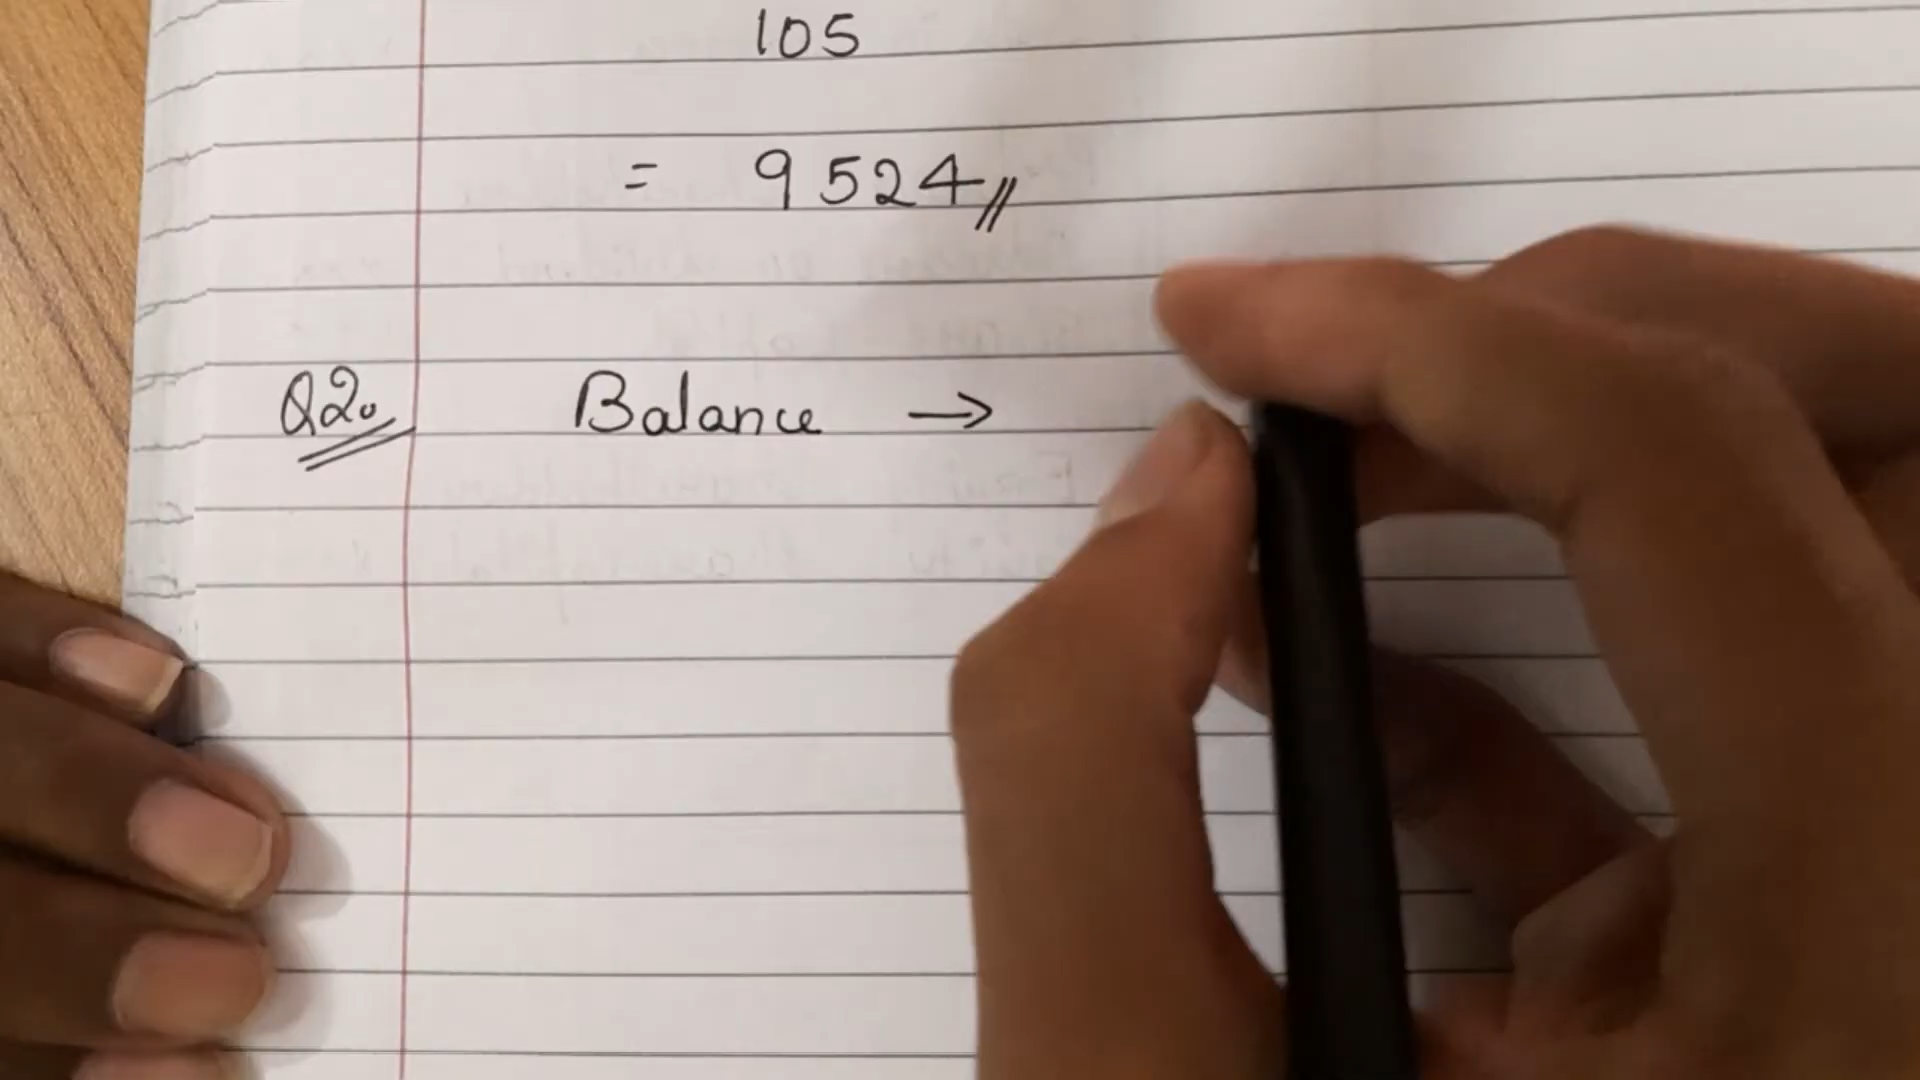 105
= 9524//
Q2. Balance →